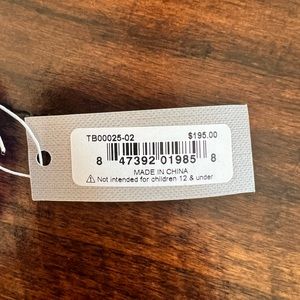 TB00025-02 $195.00
8 47392 01985 8
MADE IN CHINA
⚠ Not intended for children 12 & under